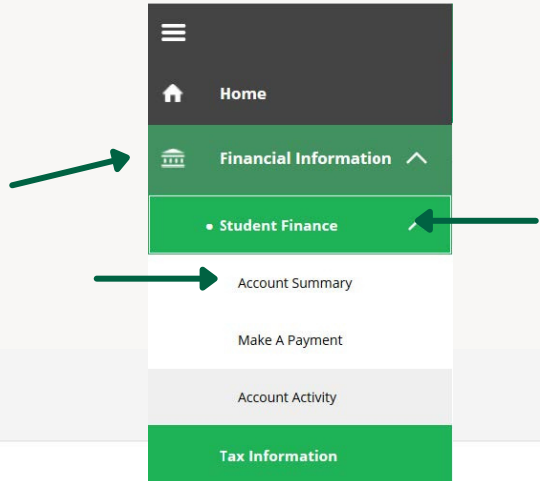 Home
Financial Information
• Student Finance
Account Summary
Make A Payment
Account Activity
Tax Information